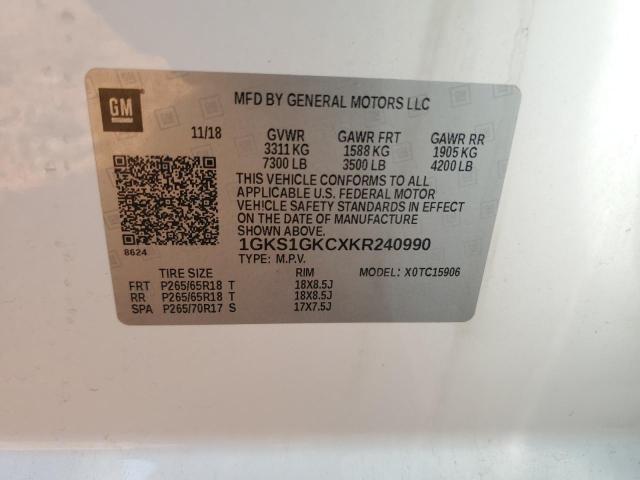 GM
MFD BY GENERAL MOTORS LLC
11/18 GVWR GAWR FRT GAWR RR
3311 KG 1588 KG 1905 KG
7300 LB 3500 LB 4200 LB
THIS VEHICLE CONFORMS TO ALL
APPLICABLE U.S. FEDERAL MOTOR
VEHICLE SAFETY STANDARDS IN EFFECT
ON THE DATE OF MANUFACTURE
SHOWN ABOVE.
8624
1GKS1GKCXKR240990
TYPE: M.P.V.
TIRE SIZE RIM MODEL: X0TC15906
FRT P265/65R18 T 18X8.5J
RR P265/65R18 T 18X8.5J
SPA P265/70R17 S 17X7.5J